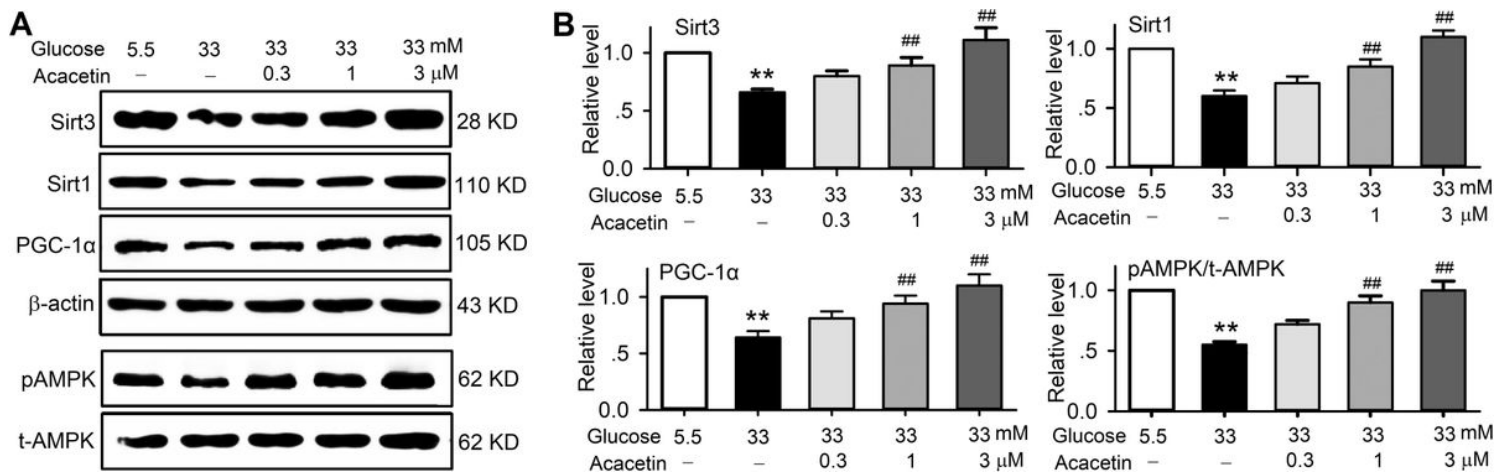 A
Glucose 5.5 33 33 33 33 mM
Acacetin – – 0.3 1 3 μM
Sirt3 28 KD
Sirt1 110 KD
PGC-1α 105 KD
β-actin 43 KD
pAMPK 62 KD
t-AMPK 62 KD
B
Sirt3
Relative level
1.0
.5
0.0
** ## ##
Glucose 5.5 33 33 33 33 mM
Acacetin – – 0.3 1 3 μM
Sirt1
Relative level
1.0
.5
0.0
** ## ##
Glucose 5.5 33 33 33 33 mM
Acacetin – – 0.3 1 3 μM
PGC-1α
Relative level
1.0
.5
0.0
** ## ##
Glucose 5.5 33 33 33 33 mM
Acacetin – – 0.3 1 3 μM
pAMPK/t-AMPK
Relative level
1.0
.5
0.0
** ## ##
Glucose 5.5 33 33 33 33 mM
Acacetin – – 0.3 1 3 μM